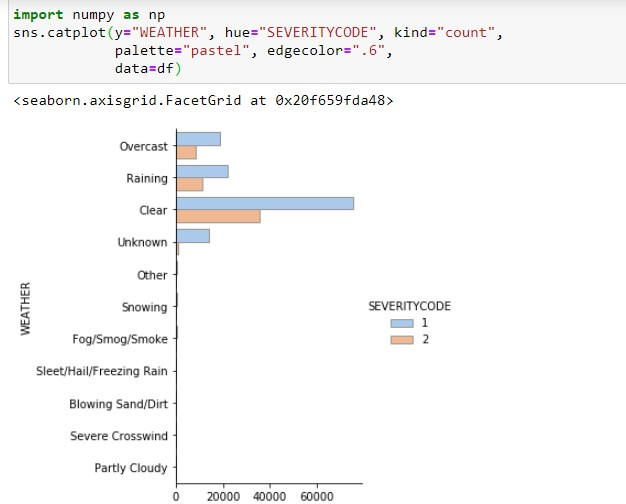 import numpy as np
sns.catplot(y="WEATHER", hue="SEVERITYCODE", kind="count",
palette="pastel", edgecolor=".6",
data=df)
<seaborn.axisgrid.FacetGrid at 0x20f659fda48>
Overcast
Raining
Clear
Unknown
Other
Snowing
Fog/Smog/Smoke
Sleet/Hail/Freezing Rain
Blowing Sand/Dirt
Severe Crosswind
Partly Cloudy
WEATHER
0 20000 40000 60000
SEVERITYCODE
1
2